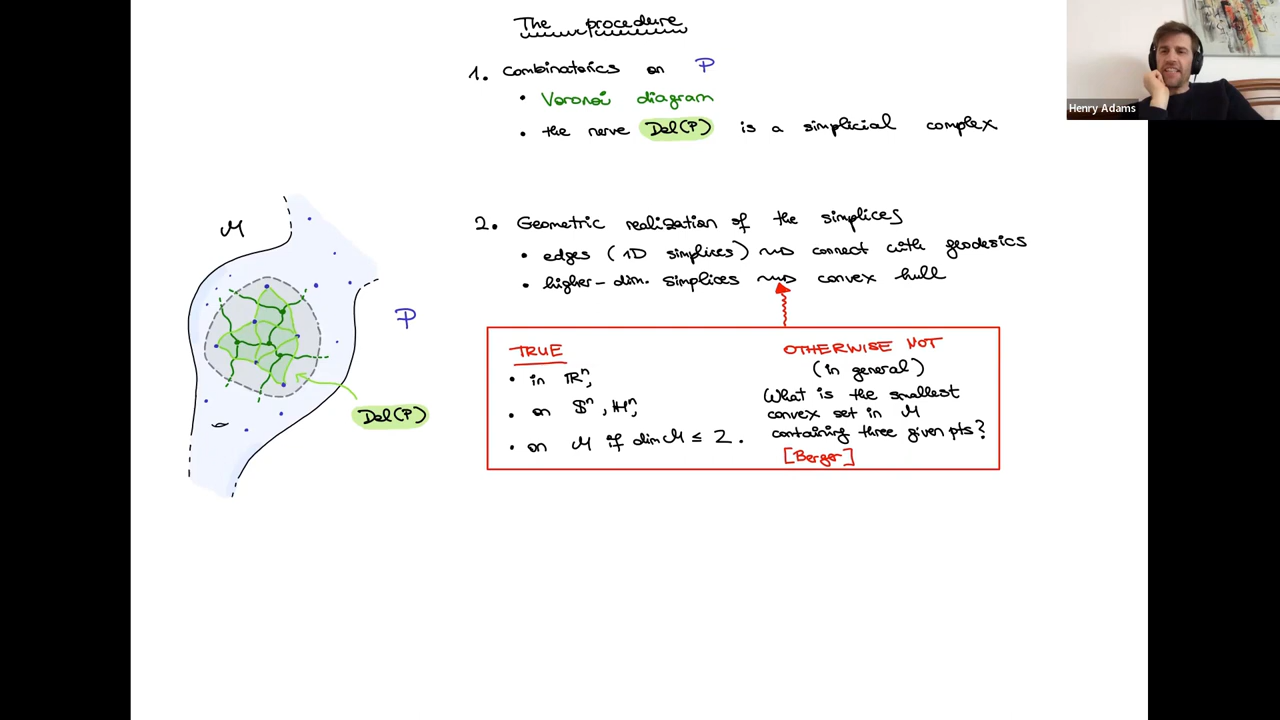 The procedure
1. Combinatorics on P
• Voronoi diagram
• the nerve Del(P) is a simplicial complex
Henry Adams
M
P
Del(P)
2. Geometric realization of the simplices
• edges (1D simplices) ⇝ connect with geodesics
• higher-dim. simplices ⇝ convex hull
TRUE
• in ℝⁿ,
• on 𝕊ⁿ, ℍⁿ,
• on M if dim M ≤ 2.
OTHERWISE NOT
(in general)
What is the smallest
convex set in M
containing three given pts?
[Berger]